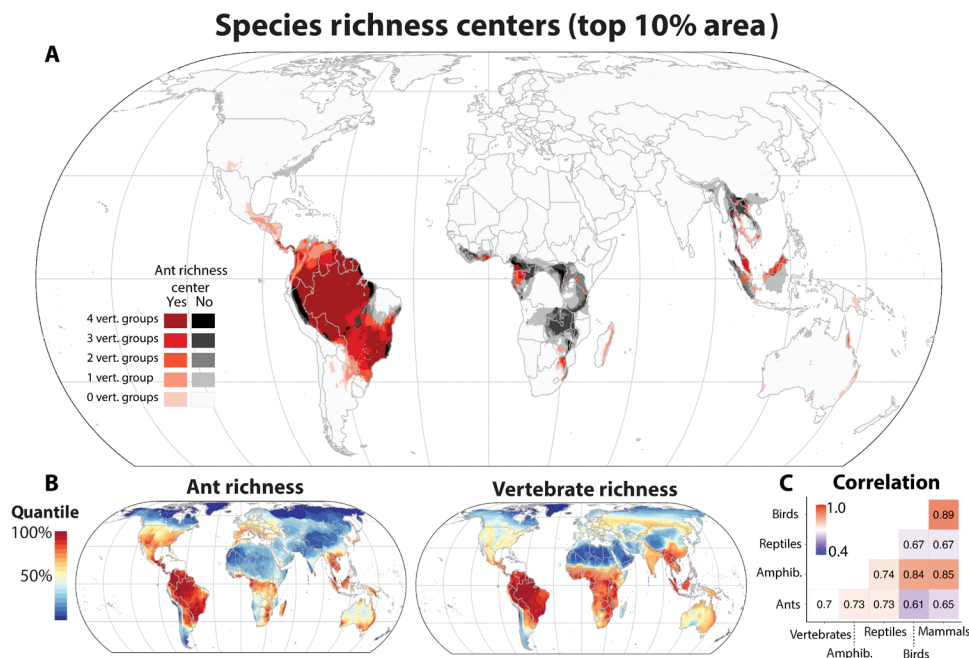 Species richness centers (top 10% area)
A
Ant richness
center
Yes No
4 vert. groups
3 vert. groups
2 vert. groups
1 vert. group
0 vert. groups
B
Ant richness
Vertebrate richness
Quantile
100%
50%
C Correlation
1.0
0.4
Birds 0.89
Reptiles 0.67 0.67
Amphib. 0.74 0.84 0.85
Ants 0.7 0.73 0.73 0.61 0.65
Vertebrates Reptiles Mammals
Amphib. Birds